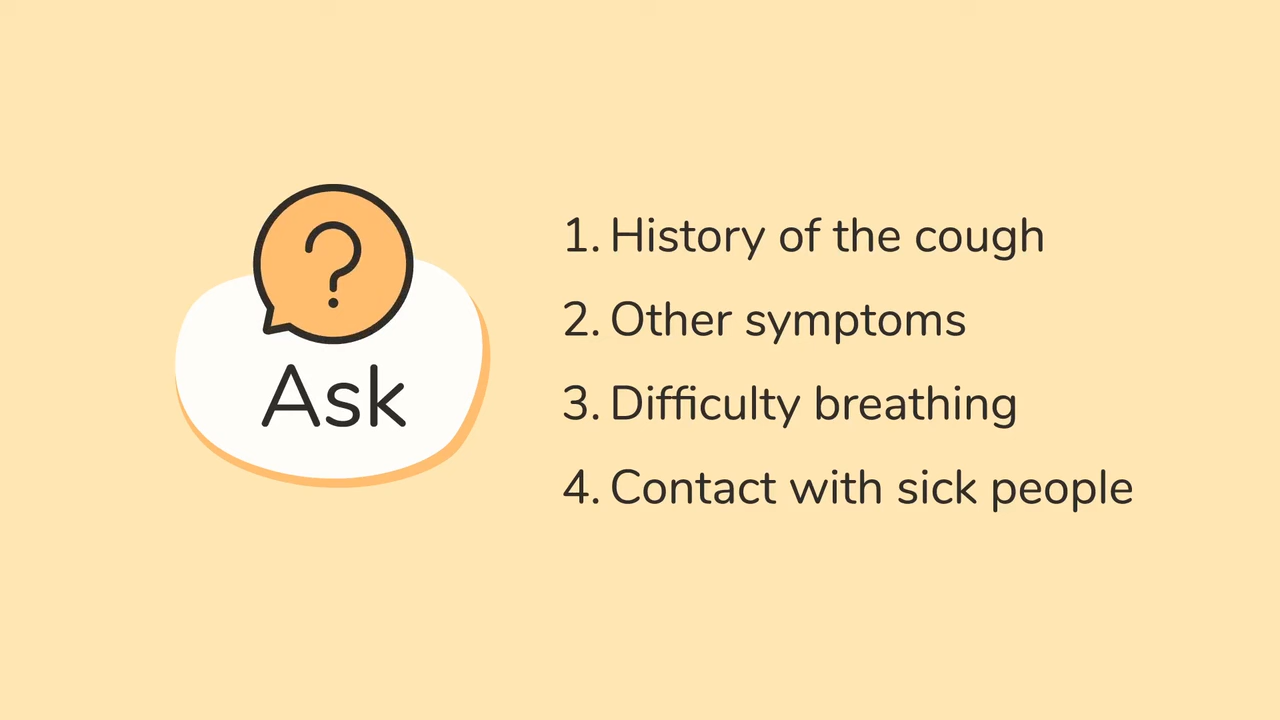 ?
Ask
1. History of the cough
2. Other symptoms
3. Difficulty breathing
4. Contact with sick people